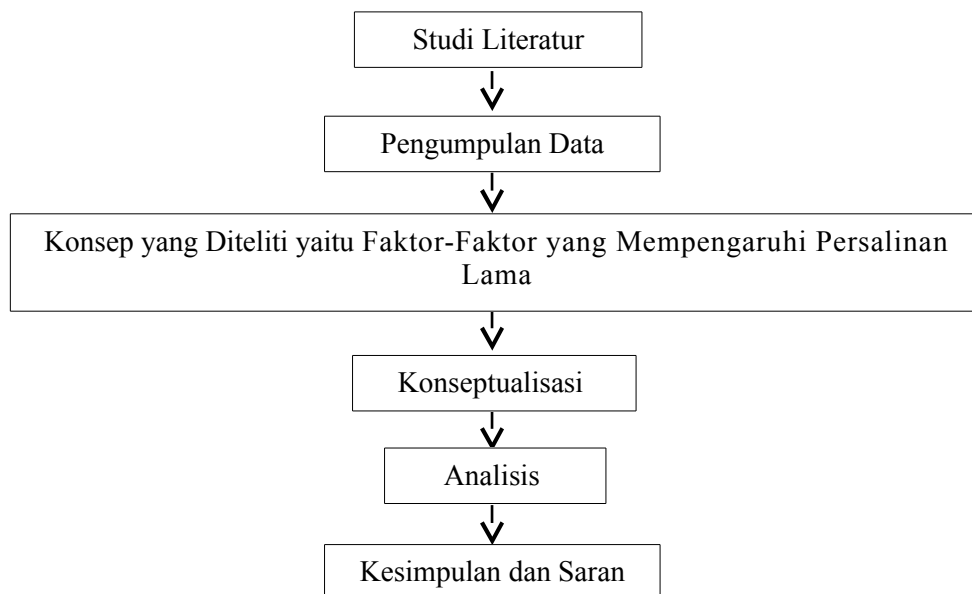 Studi Literatur
Pengumpulan Data
Konsep yang Diteliti yaitu Faktor-Faktor yang Mempengaruhi Persalinan
Lama
Konseptualisasi
Analisis
Kesimpulan dan Saran